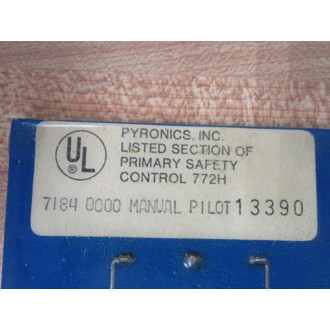 UL
®
PYRONICS, INC.
LISTED SECTION OF
PRIMARY SAFETY
CONTROL 772H
7184 0000 MANUAL PILOT 13390